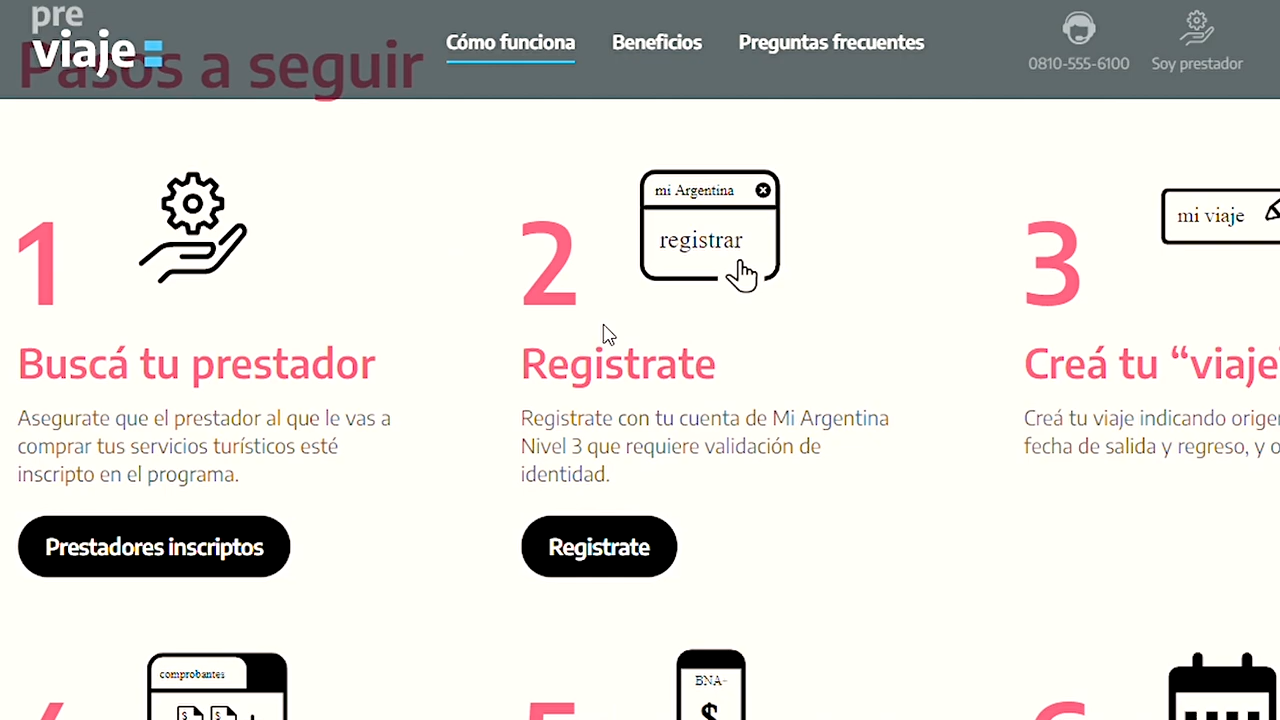 pre
viaje
Pasos a seguir
Cómo funciona
Beneficios
Preguntas frecuentes
0810-555-6100
Soy prestador
1
2
mi Argentina
registrar
3
mi viaje
Buscá tu prestador
Asegurate que el prestador al que le vas a
comprar tus servicios turísticos esté
inscripto en el programa.
Prestadores inscriptos
Registrate
Registrate con tu cuenta de Mi Argentina
Nivel 3 que requiere validación de
identidad.
Registrate
Creá tu “viaje
Creá tu viaje indicando
fecha de salida y regreso, y
comprobantes
$ $
5
BNA-
$
6